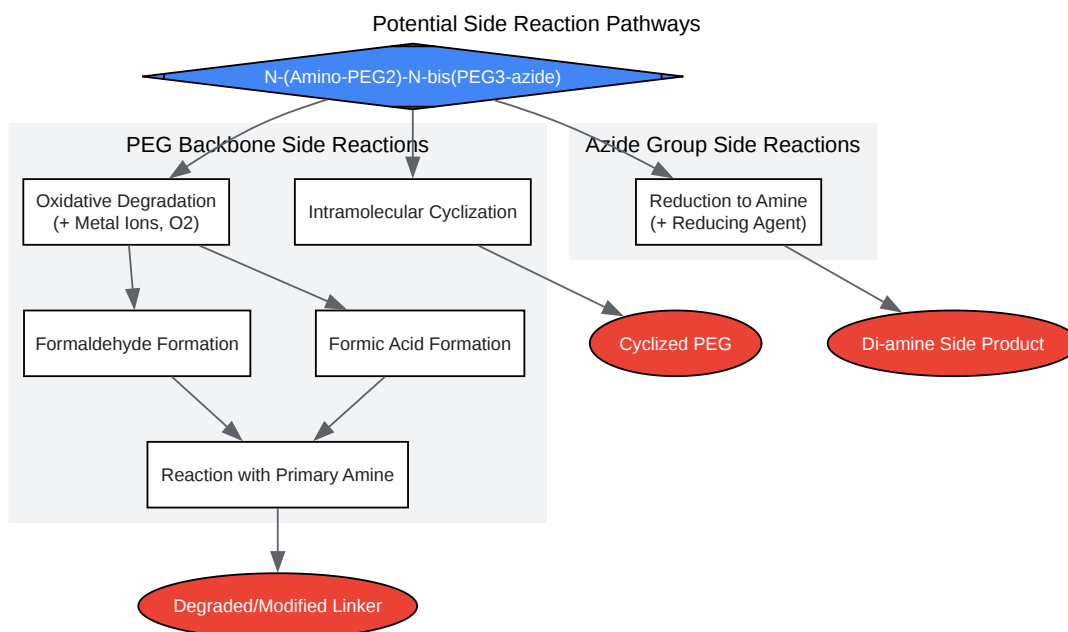 Potential Side Reaction Pathways
N-(Amino-PEG2)-N-bis(PEG3-azide)
PEG Backbone Side Reactions
Azide Group Side Reactions
Oxidative Degradation
(+ Metal Ions, O2)
Intramolecular Cyclization
Reduction to Amine
(+ Reducing Agent)
Formaldehyde Formation
Formic Acid Formation
Cyclized PEG
Di-amine Side Product
Reaction with Primary Amine
Degraded/Modified Linker